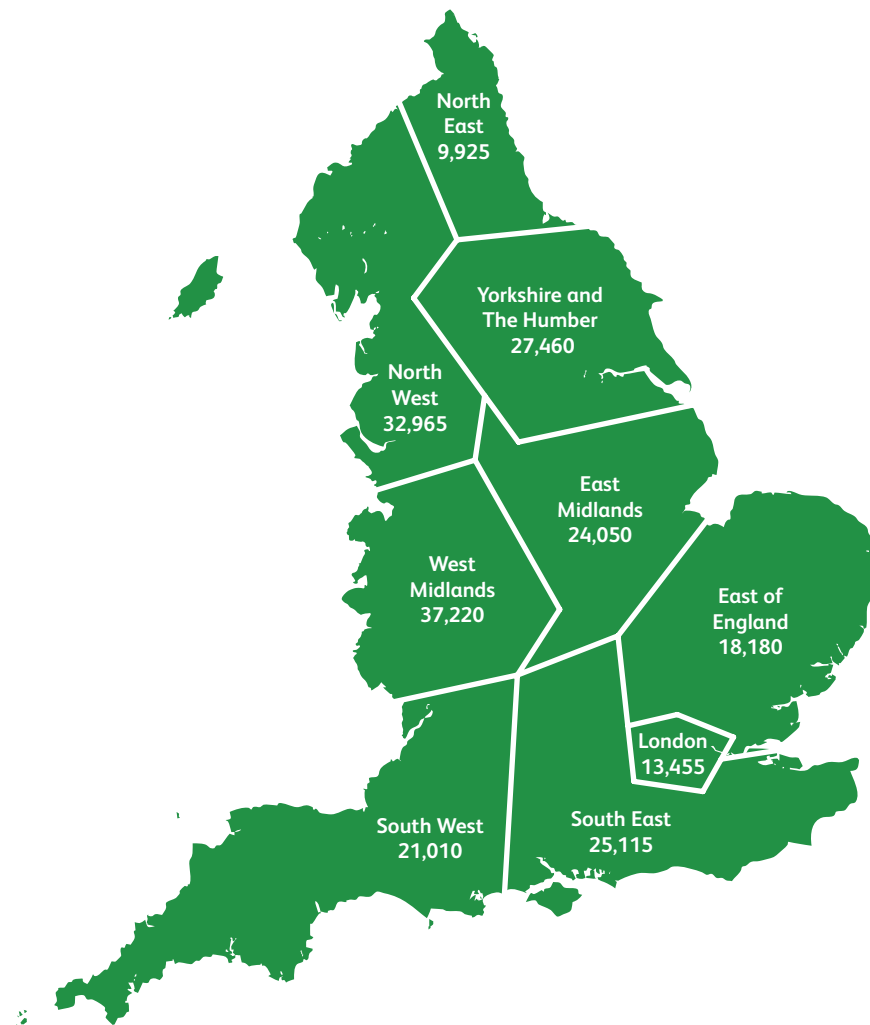 North
East
9,925
Yorkshire and
The Humber
27,460
North
West
32,965
East
Midlands
24,050
West
Midlands
37,220
East of
England
18,180
London
13,455
South West
21,010
South East
25,115